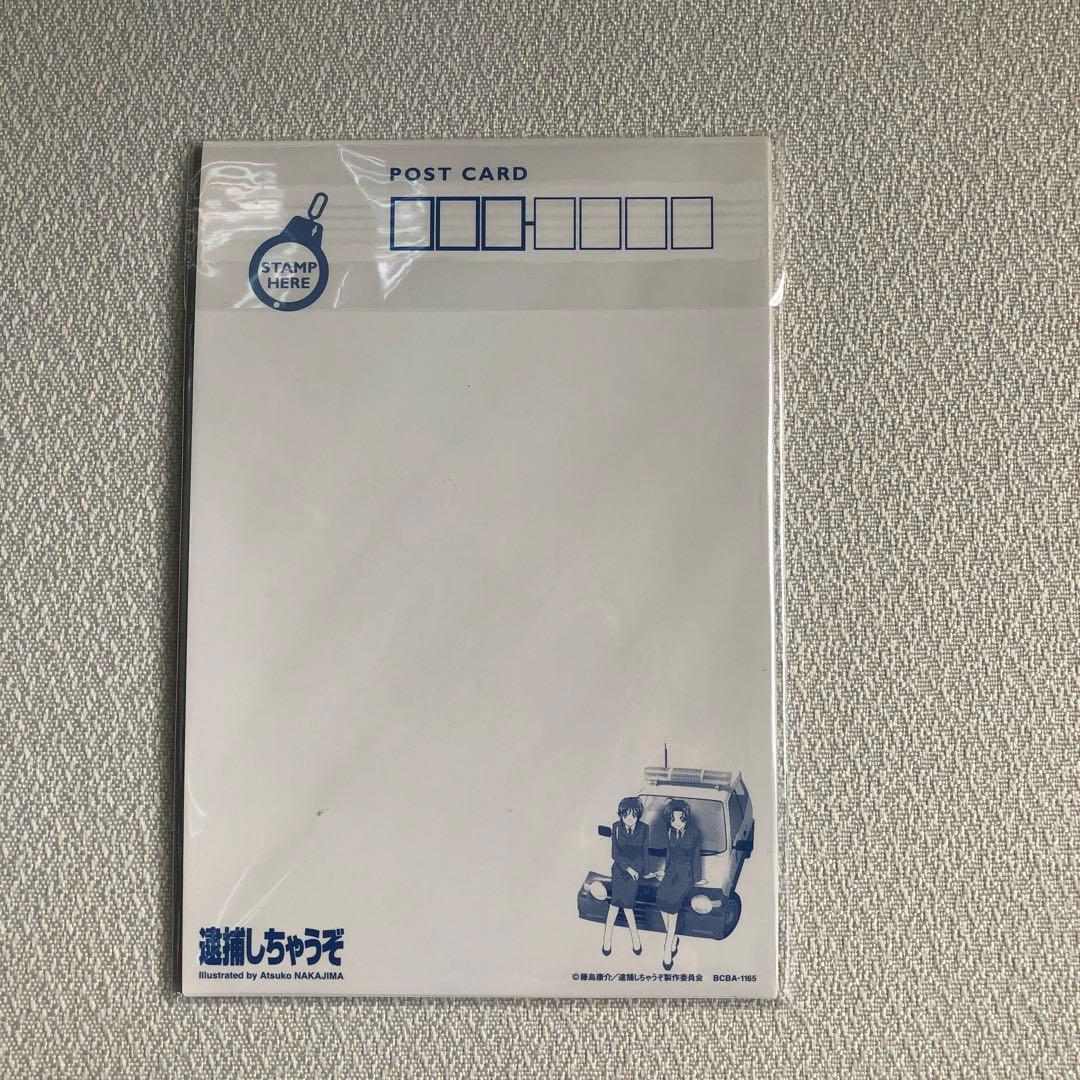 POST CARD
STAMP
HERE
逮捕しちゃうぞ
Illustrated by Atsuko NAKAJIMA
©藤島康介/逮捕しちゃうぞ製作委員会 BCBA-1165